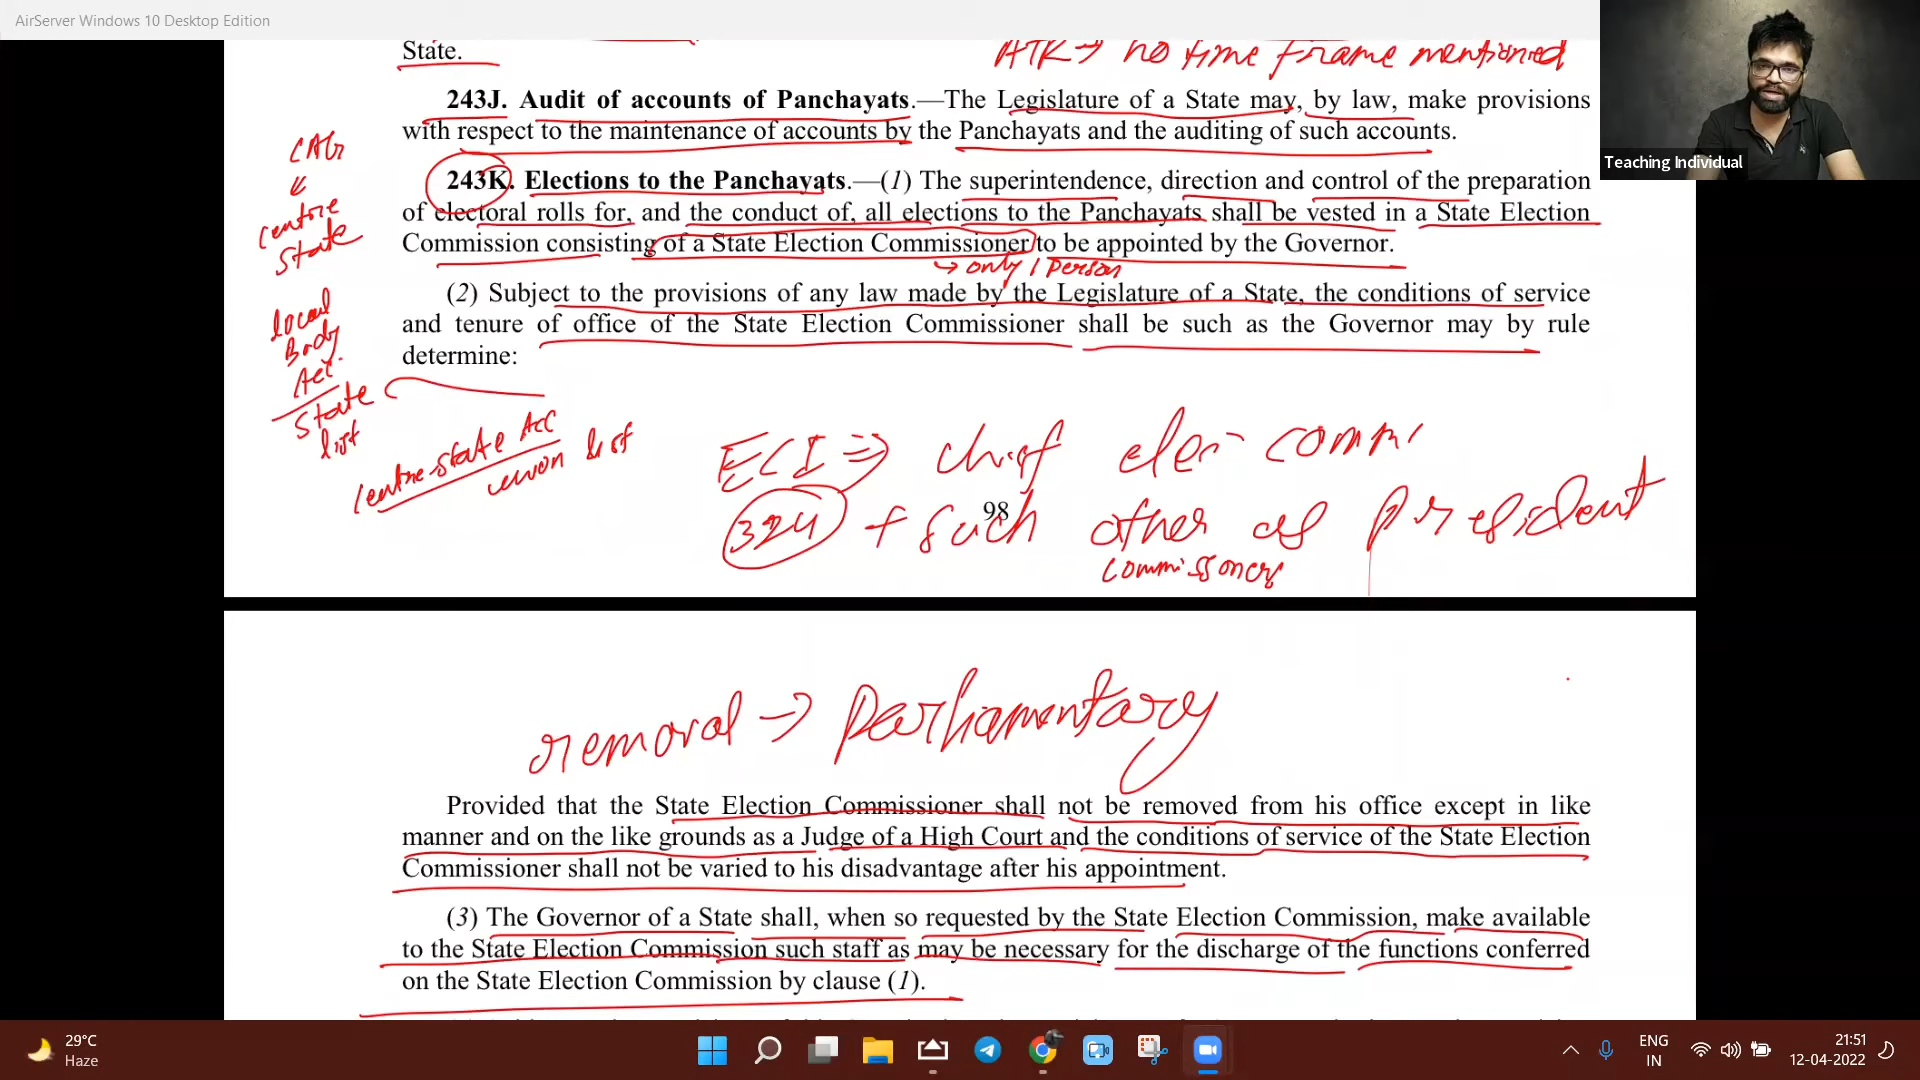 AirServer Windows 10 Desktop Edition
State.
ATR → no time frame mentioned
243J. Audit of accounts of Panchayats.—The Legislature of a State may, by law, make provisions
with respect to the maintenance of accounts by the Panchayats and the auditing of such accounts.
Teaching Individual
CAG
centre
State
243K. Elections to the Panchayats.—(1) The superintendence, direction and control of the preparation
of electoral rolls for, and the conduct of, all elections to the Panchayats shall be vested in a State Election
Commission consisting of a State Election Commissioner to be appointed by the Governor.
→ only 1 person
(2) Subject to the provisions of any law made by the Legislature of a State, the conditions of service
and tenure of office of the State Election Commissioner shall be such as the Governor may by rule
determine:
local
Body
Acc.
State
list
centre-state Acc
union list
ECI ⇒ chief elec comm
324 + such other as president
commissioners
98
removal → Parliamentary
Provided that the State Election Commissioner shall not be removed from his office except in like
manner and on the like grounds as a Judge of a High Court and the conditions of service of the State Election
Commissioner shall not be varied to his disadvantage after his appointment.
(3) The Governor of a State shall, when so requested by the State Election Commission, make available
to the State Election Commission such staff as may be necessary for the discharge of the functions conferred
on the State Election Commission by clause (1).
29°C
Haze
ENG
IN
21:51
12-04-2022